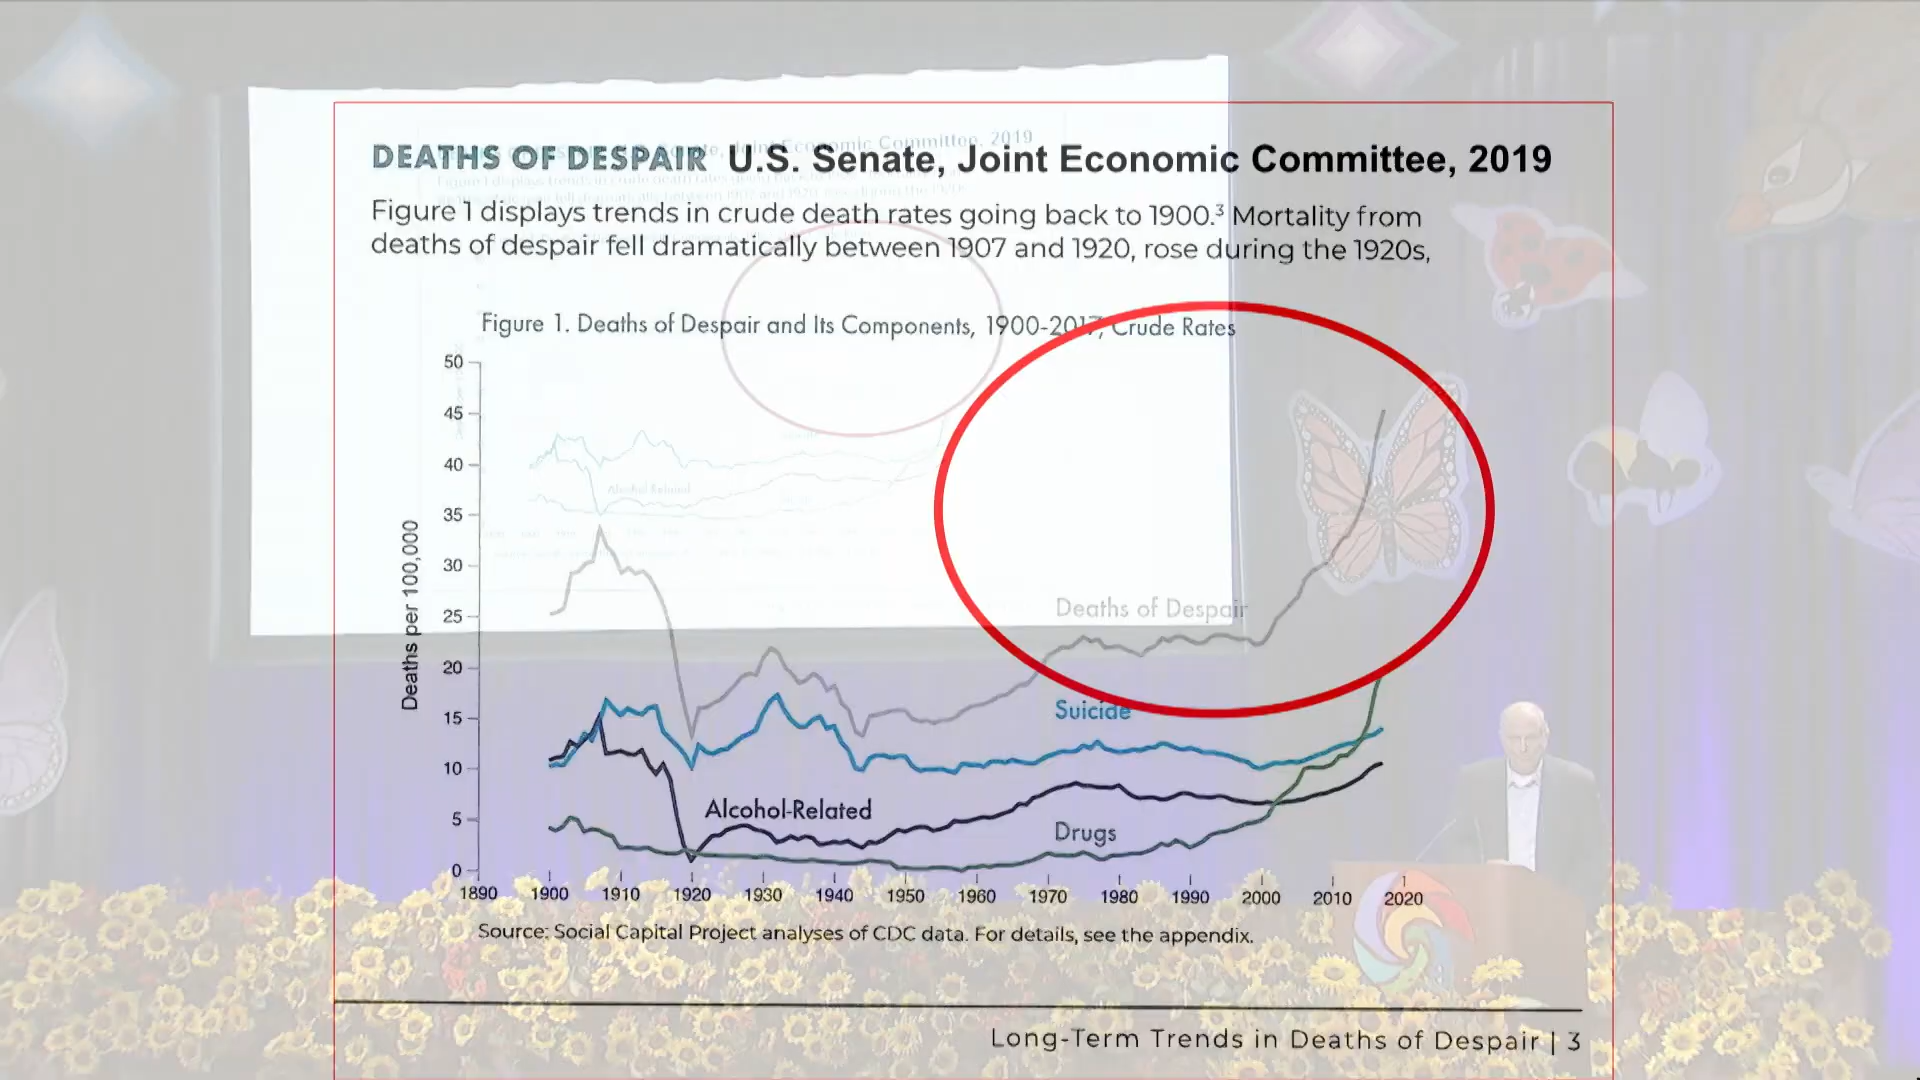 DEATHS OF DESPAIR U.S. Senate, Joint Economic Committee, 2019
Figure 1 displays trends in crude death rates going back to 1900.³ Mortality from
deaths of despair fell dramatically between 1907 and 1920, rose during the 1920s,
Figure 1. Deaths of Despair and Its Components, 1900-2017, Crude Rates
Deaths per 100,000
50
45
40
35
30
25
20
15
10
5
0
Deaths of Despair
Suicide
Alcohol-Related
Drugs
1890 1900 1910 1920 1930 1940 1950 1960 1970 1980 1990 2000 2010 2020
Source: Social Capital Project analyses of CDC data. For details, see the appendix.
Long-Term Trends in Deaths of Despair | 3